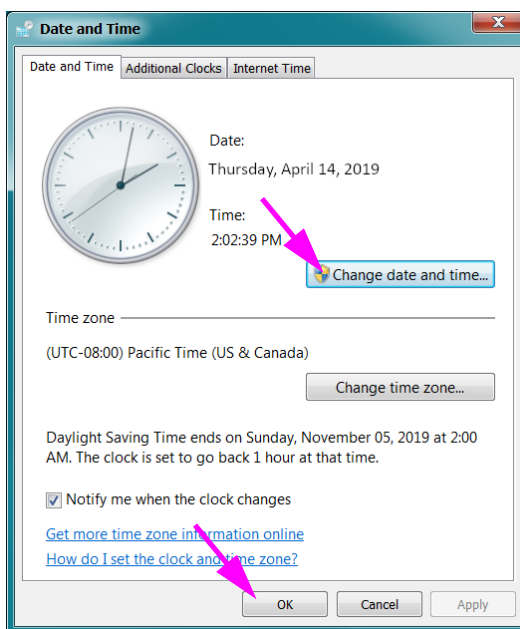 Date and Time
Date and Time Additional Clocks Internet Time
Date:
Thursday, April 14, 2019
Time:
2:02:39 PM
Change date and time...
Time zone
(UTC-08:00) Pacific Time (US & Canada)
Change time zone...
Daylight Saving Time ends on Sunday, November 05, 2019 at 2:00
AM. The clock is set to go back 1 hour at that time.
Notify me when the clock changes
Get more time zone information online
How do I set the clock and time zone?
OK Cancel Apply